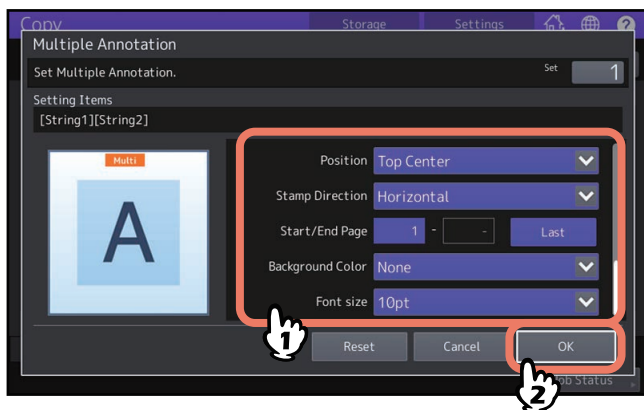 Copy Storage Settings
Multiple Annotation
Set Multiple Annotation. Set 1
Setting Items
[String1][String2]
Multi
A
Position Top Center
Stamp Direction Horizontal
Start/End Page 1 - - Last
Background Color None
Font size 10pt
1
Reset Cancel OK
2
Job Status